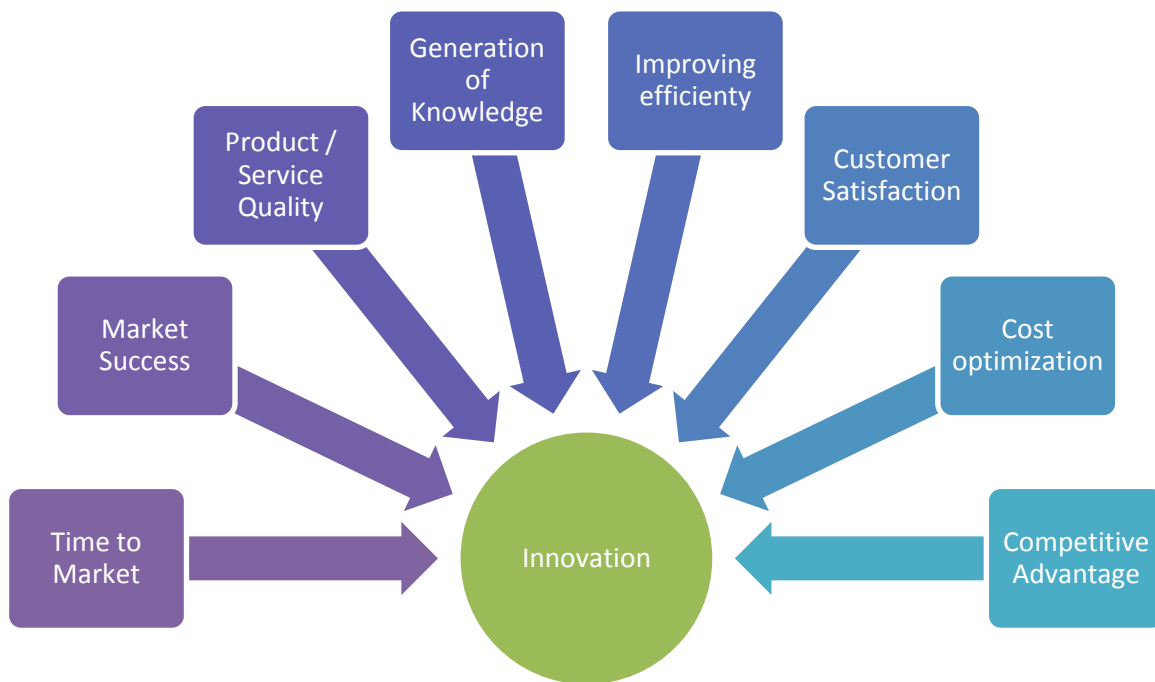 Time to
Market
Market
Success
Product /
Service
Quality
Generation
of
Knowledge
Improving
efficienty
Customer
Satisfaction
Cost
optimization
Competitive
Advantage
Innovation